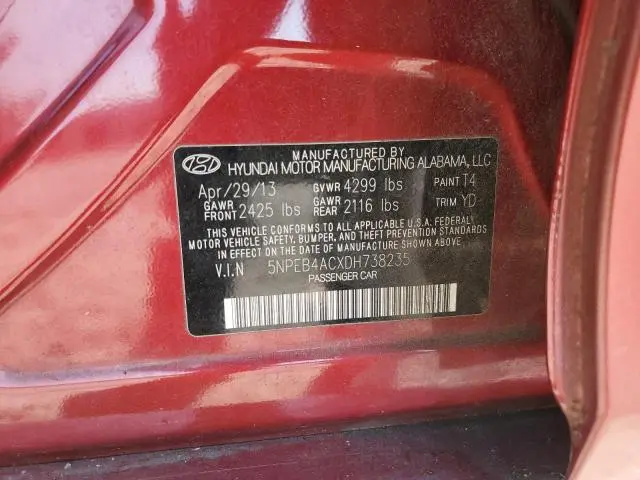 MANUFACTURED BY
HYUNDAI MOTOR MANUFACTURING ALABAMA, LLC
Apr/29/13 GVWR 4299 lbs PAINT T4
GAWR FRONT 2425 lbs GAWR REAR 2116 lbs TRIM YD
THIS VEHICLE CONFORMS TO ALL APPLICABLE U.S.A. FEDERAL
MOTOR VEHICLE SAFETY, BUMPER, AND THEFT PREVENTION
STANDARDS IN EFFECT ON THE DATE OF MANUFACTURE SHOWN ABOVE.
V.I.N 5NPEB4ACXDH738235
PASSENGER CAR